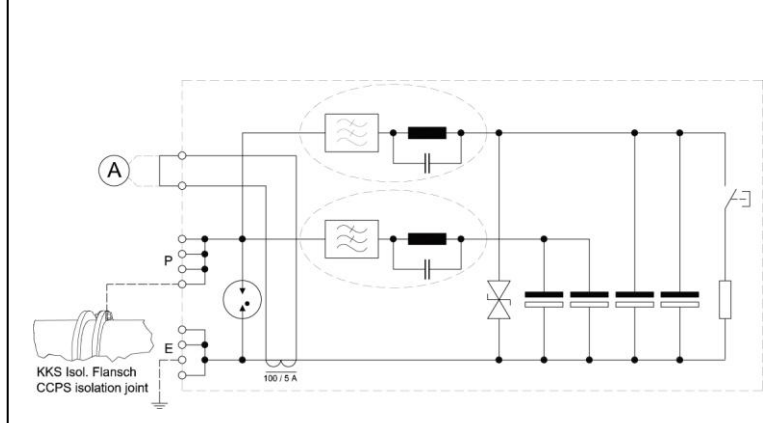 A
P
E
KKS Isol. Flansch
CCPS isolation joint
100 / 5 A